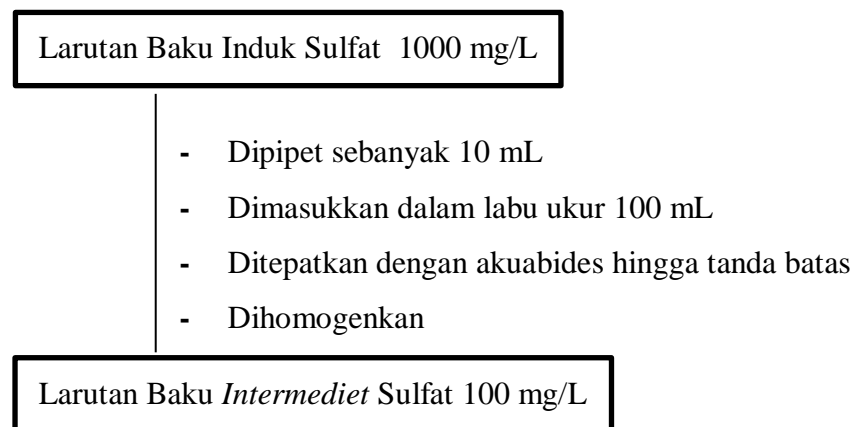 Larutan Baku Induk Sulfat 1000 mg/L
- Dipipet sebanyak 10 mL
- Dimasukkan dalam labu ukur 100 mL
- Ditepatkan dengan akuabides hingga tanda batas
- Dihomogenkan
Larutan Baku Intermediet Sulfat 100 mg/L